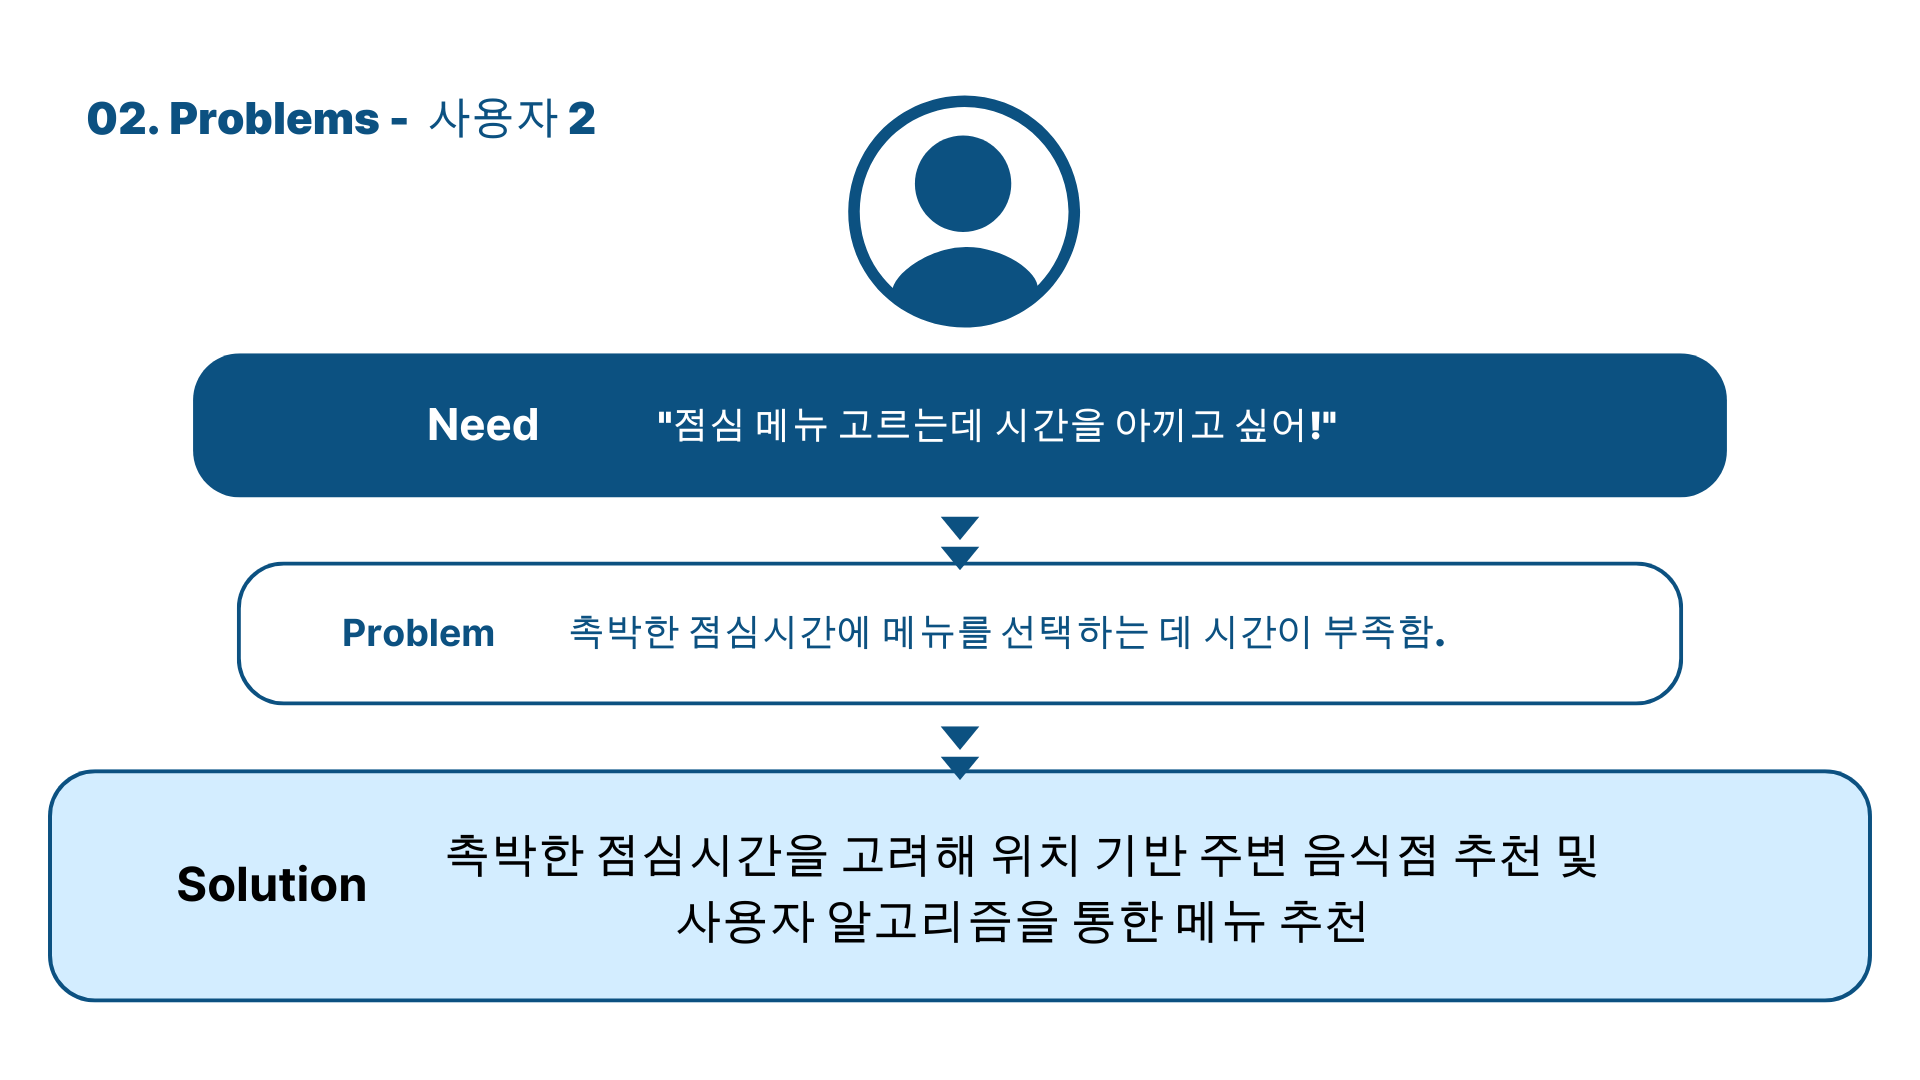 02. Problems - 사용자 2
Need "점심 메뉴 고르는데 시간을 아끼고 싶어!"
Problem 촉박한 점심시간에 메뉴를 선택하는 데 시간이 부족함.
Solution
촉박한 점심시간을 고려해 위치 기반 주변 음식점 추천 및
사용자 알고리즘을 통한 메뉴 추천